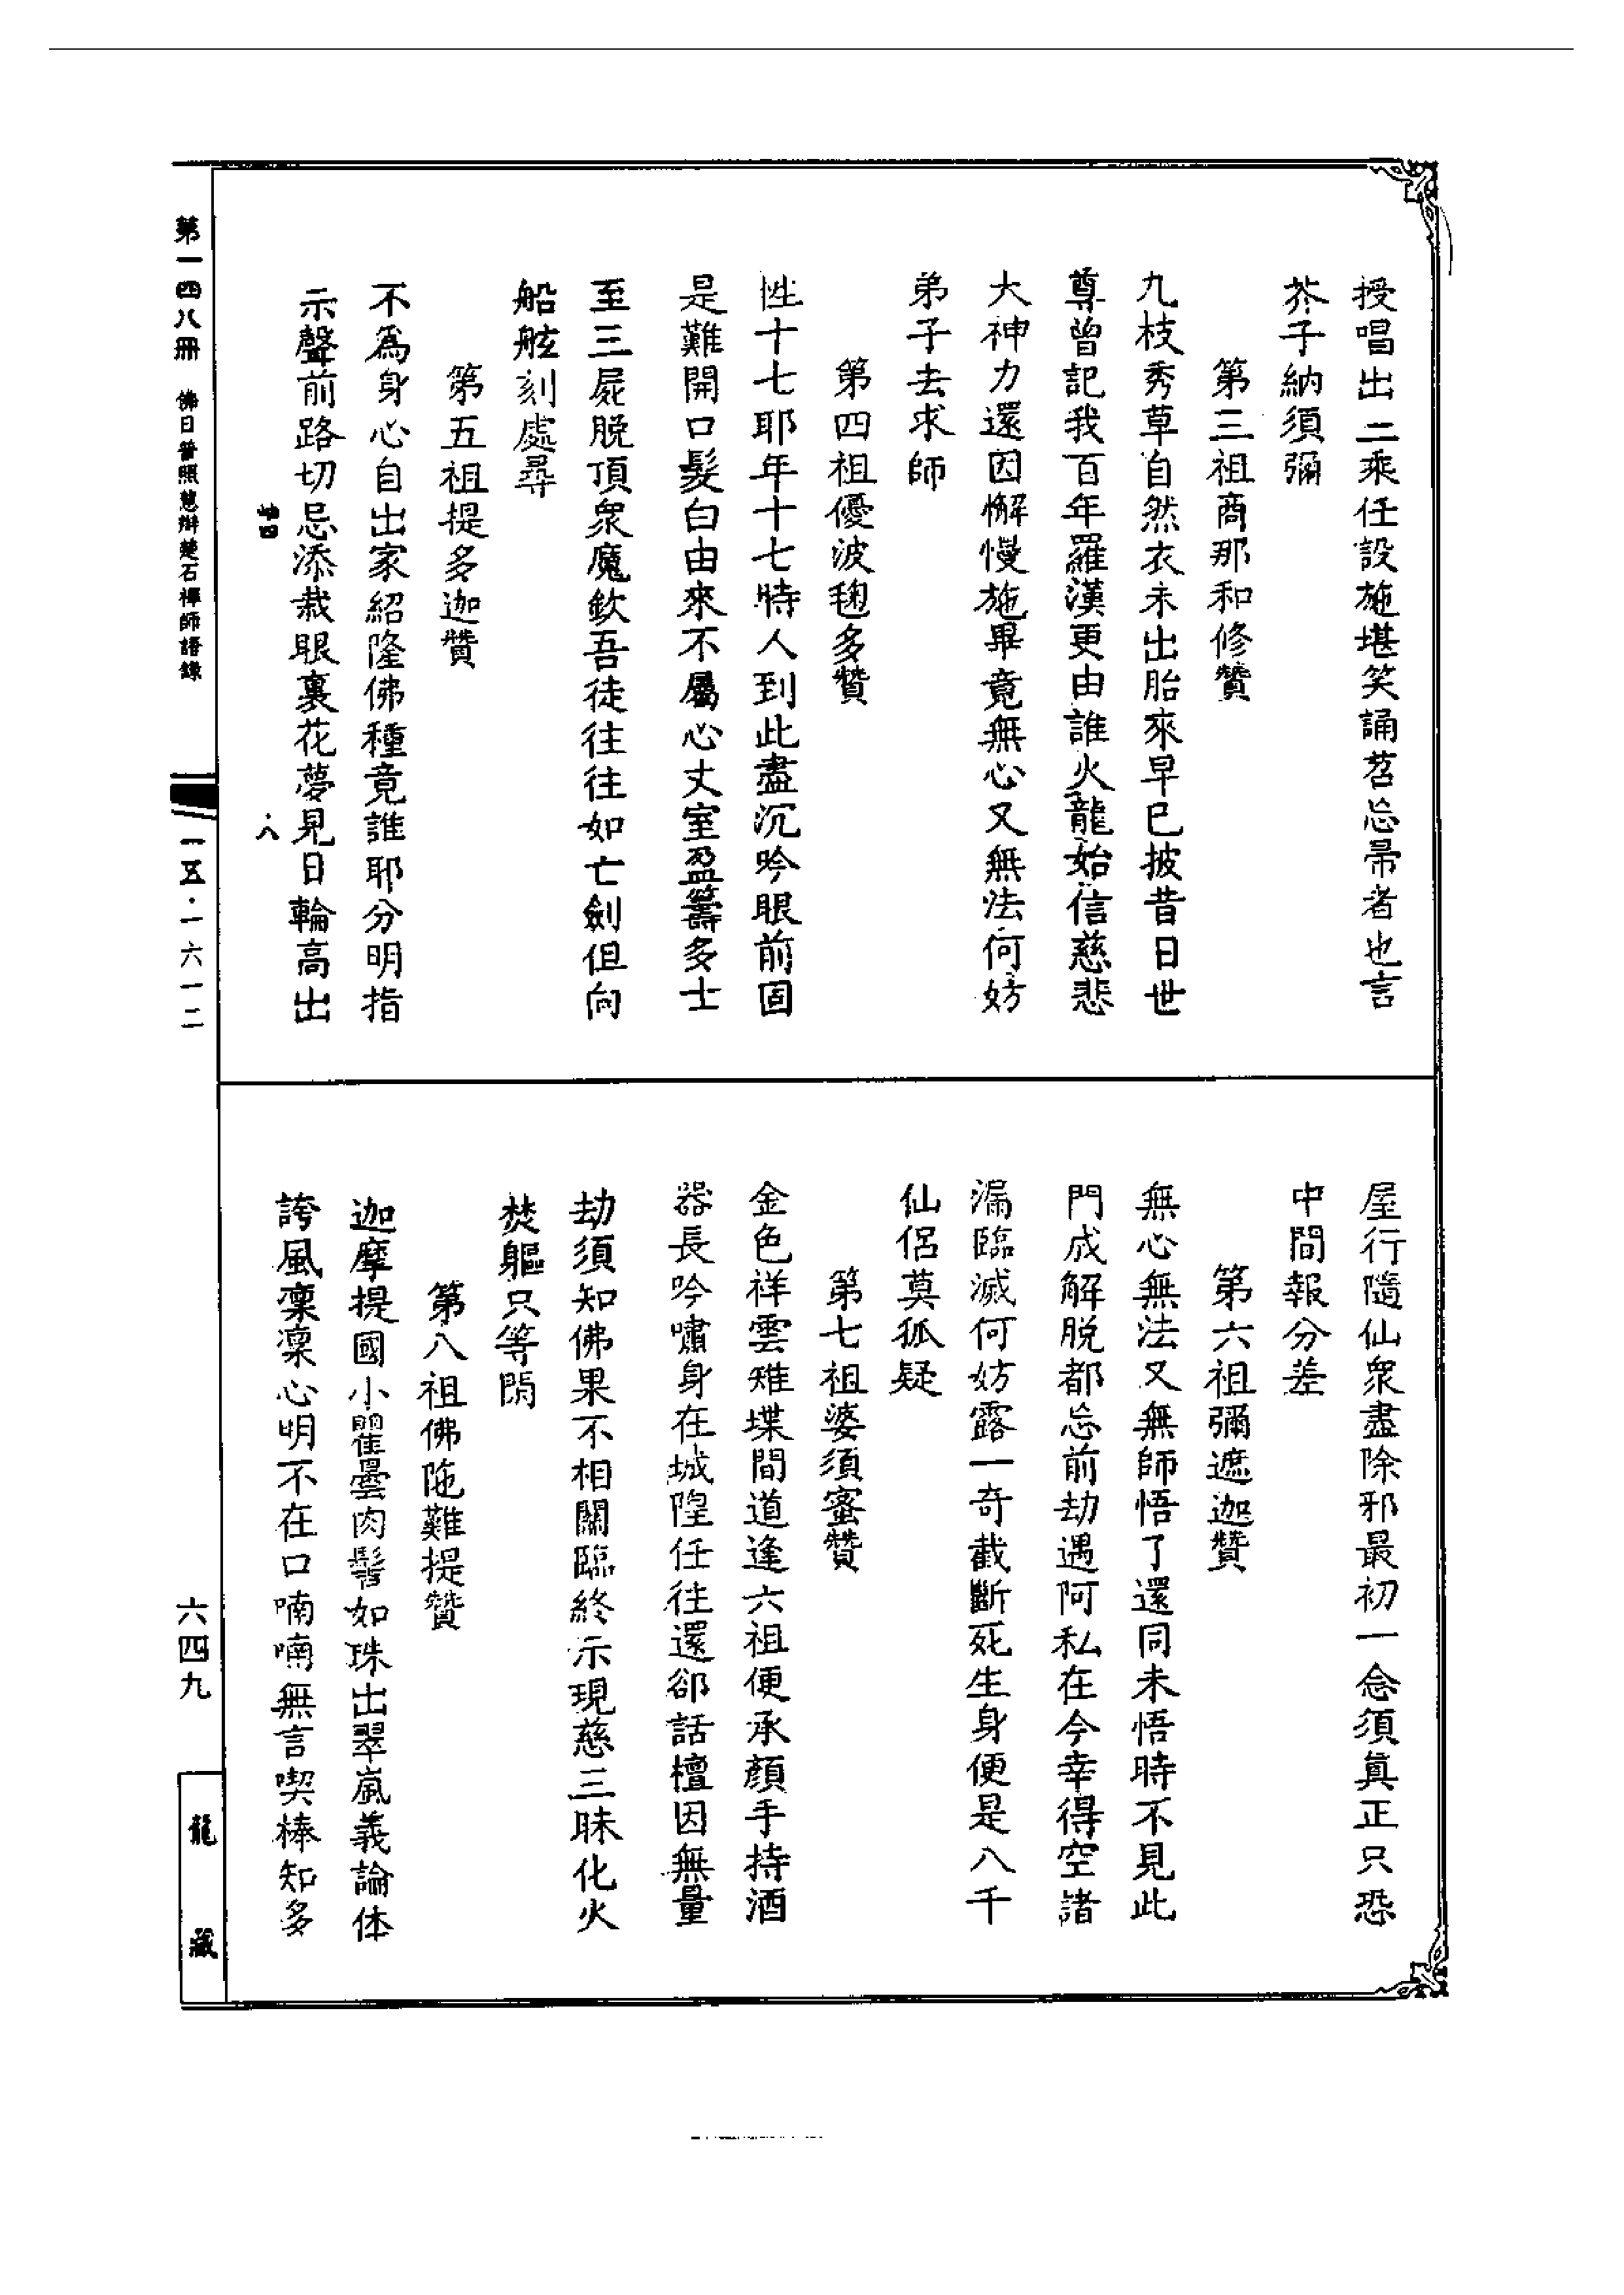 授唱出二乘任設施堪笑誦苕忘帚者也言
芥子納須彌
第三祖商那和修贊
九枝秀草自然衣未出胎來早已披昔日世
尊曾記我百年羅漢更由誰火龍始信慈悲
大神力還因懈慢施畢竟無心又無法何妨
弟子去求師
第四祖優波毱多贊
性十七耶年十七時人到此盡沉吟眼前固
是難開口髮白由來不屬心丈室盈籌多士
至三屍脫頂衆魔欽吾徒往往如亡劍但向
船舷刻處尋
第五祖提多迦贊
不爲身心自出家紹隆佛種竟誰耶分明指
示聲前路切忌添栽眼裏花夢見日輪高出
屋行隨仙衆盡除邪最初一念須真正只恐
中間報分差
第六祖彌遮迦贊
無心無法又無師悟了還同未悟時不見此
門成解脫都忘前劫遇阿私在今幸得空諸
漏臨滅何妨露一奇截斷死生身便是八千
仙侶莫狐疑
第七祖婆須蜜贊
金色祥雲雉堞間道逢六祖便承顏手持酒
器長吟嘯身在城隍任往還卻話檀因無量
劫須知佛果不相關臨終示現慈三昧化火
焚軀只等閒
第八祖佛陁難提贊
迦摩提國小瞿曇肉髻如珠出翠嵐義論体
誇風凜凜心明不在口喃喃無言喫棒知多
第一四八冊 佛日普照慧辯楚石禪師語錄
八
一五·一六一二
六四九
龍藏